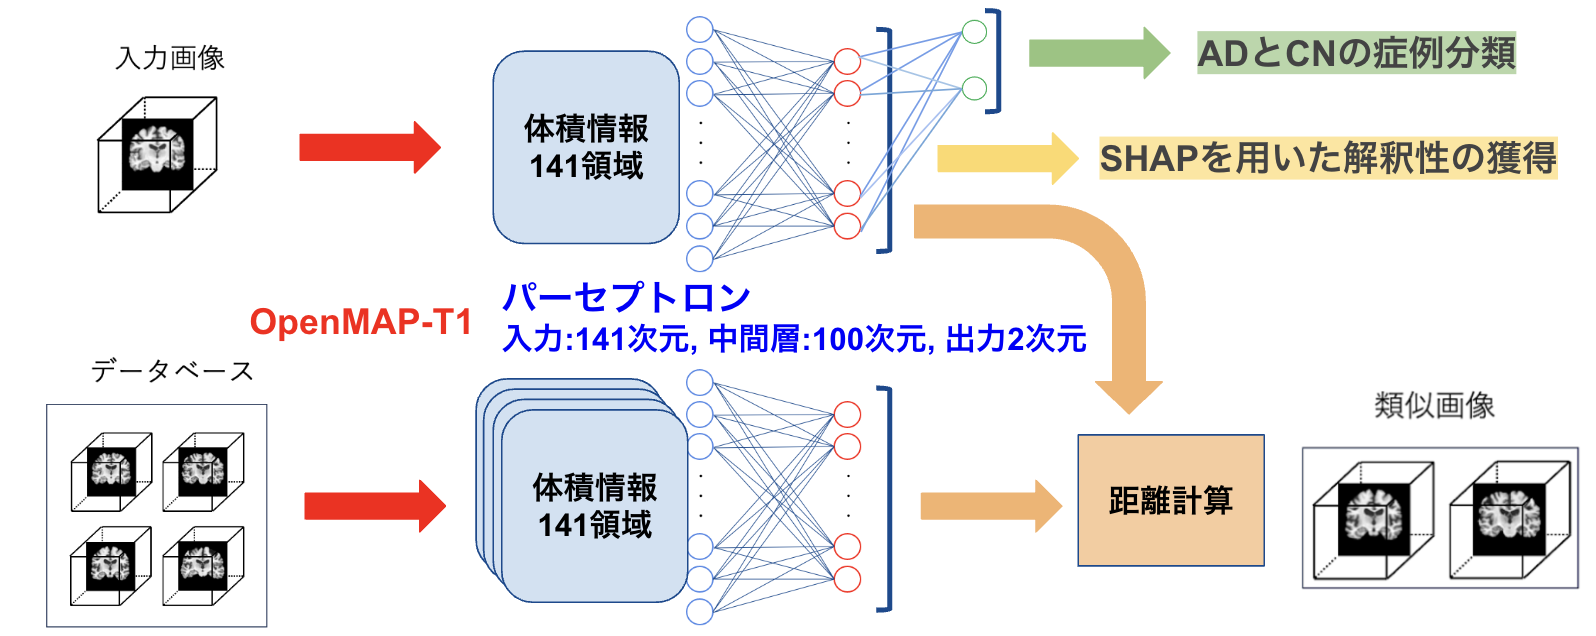 入力画像
体積情報
141領域
ADとCNの症例分類
SHAPを用いた解釈性の獲得
OpenMAP-T1
パーセプトロン
入力:141次元, 中間層:100次元, 出力2次元
データベース
体積情報
141領域
距離計算
類似画像